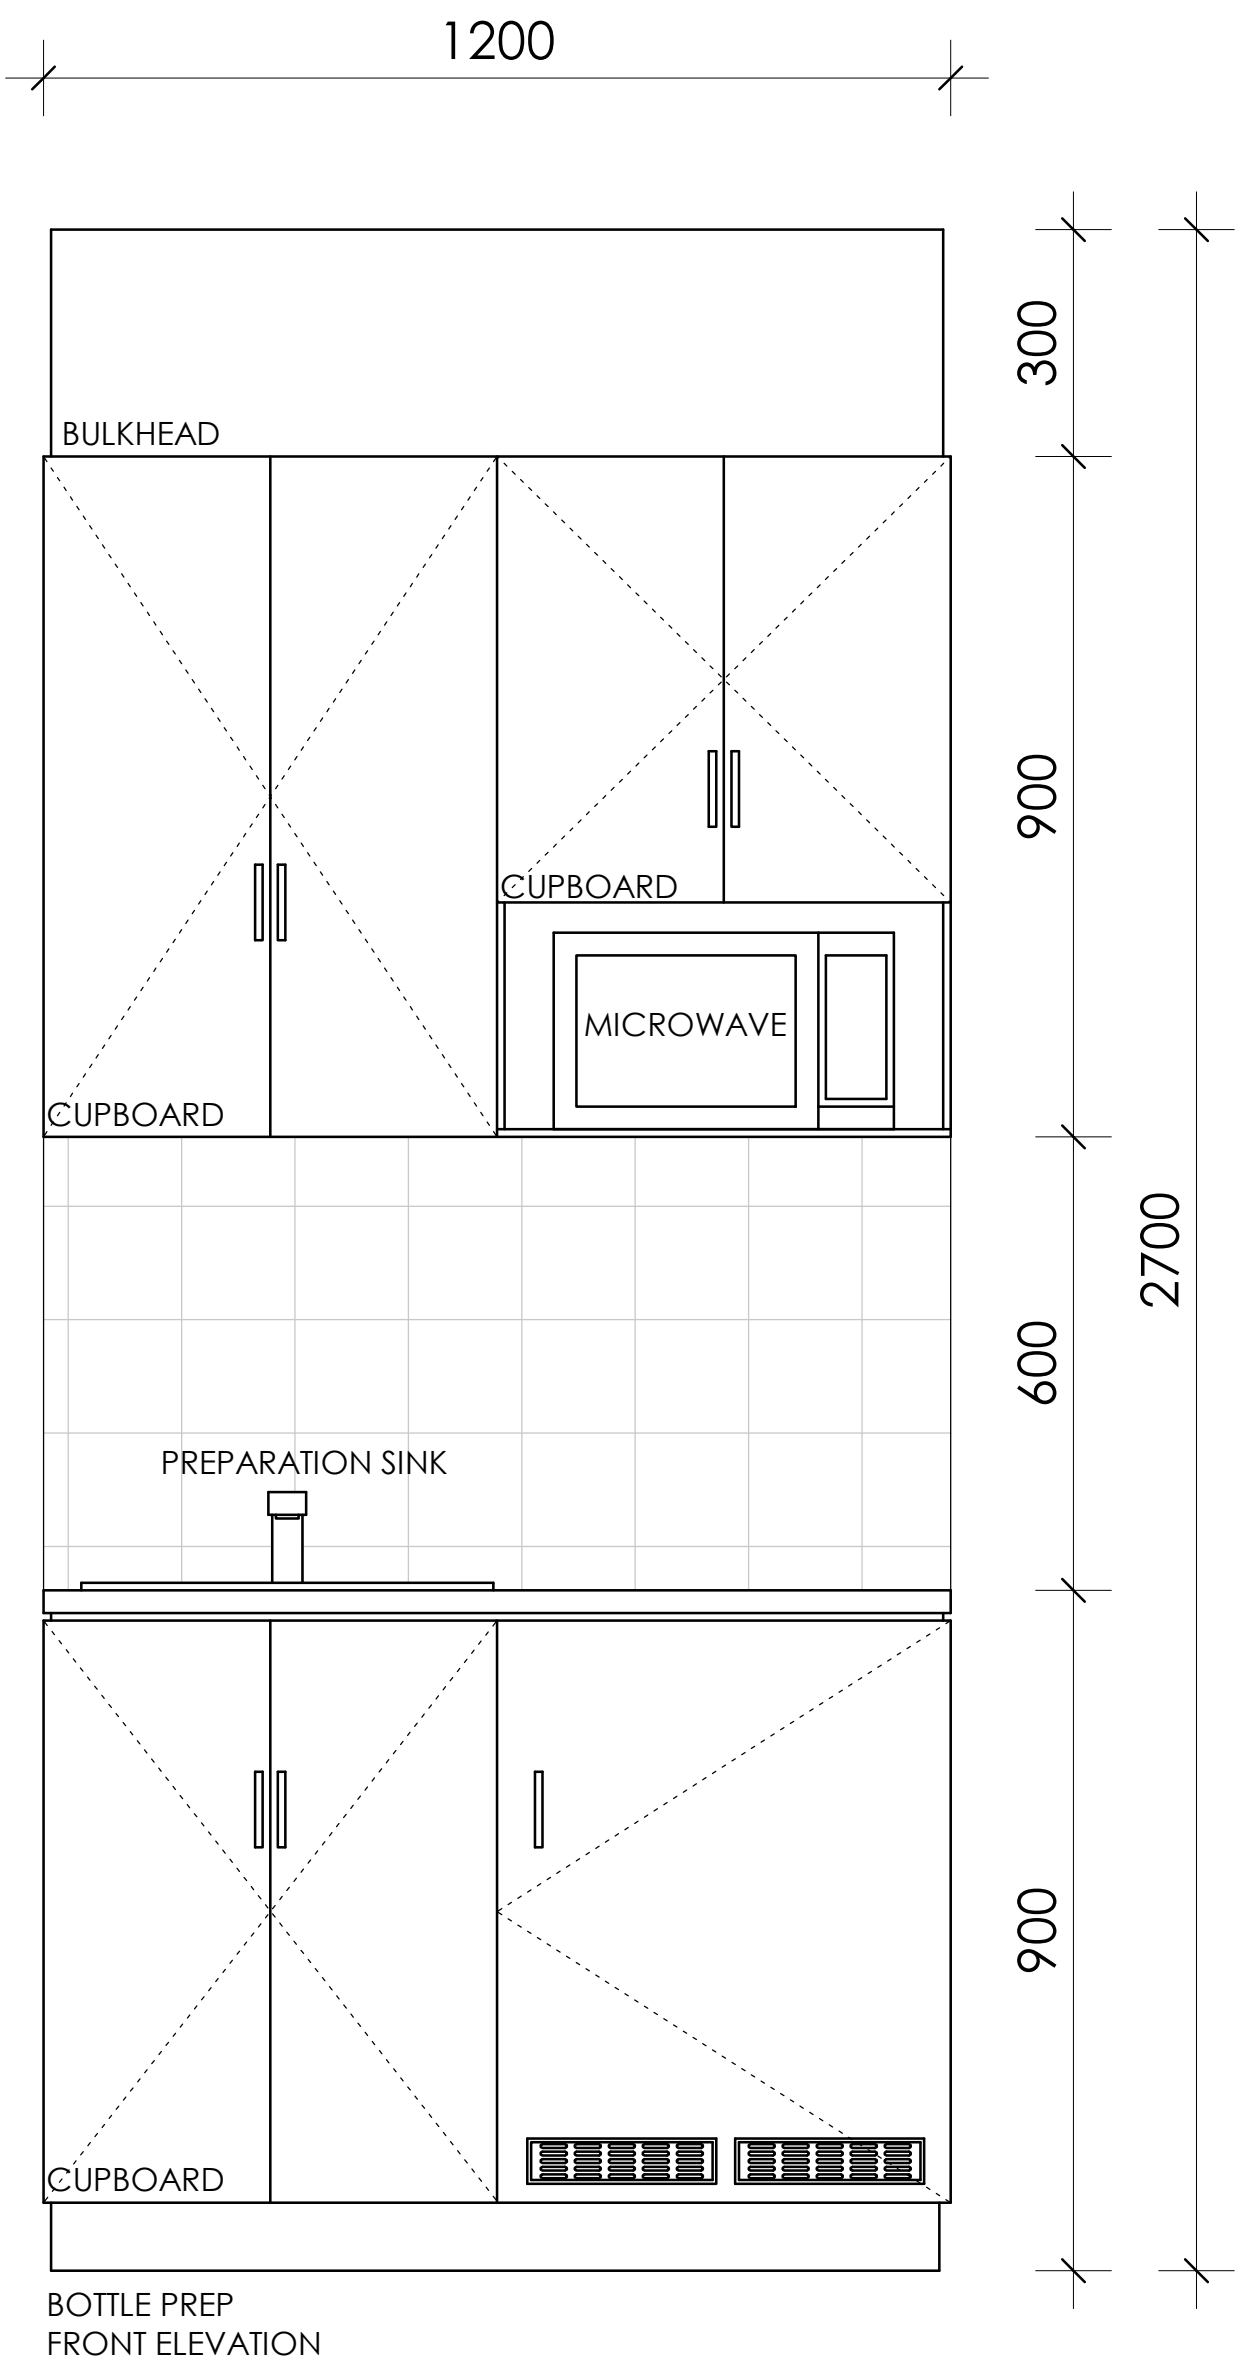 1200
300
BULKHEAD
900
CUPBOARD
MICROWAVE
CUPBOARD
2700
600
PREPARATION SINK
900
CUPBOARD
BOTTLE PREP
FRONT ELEVATION